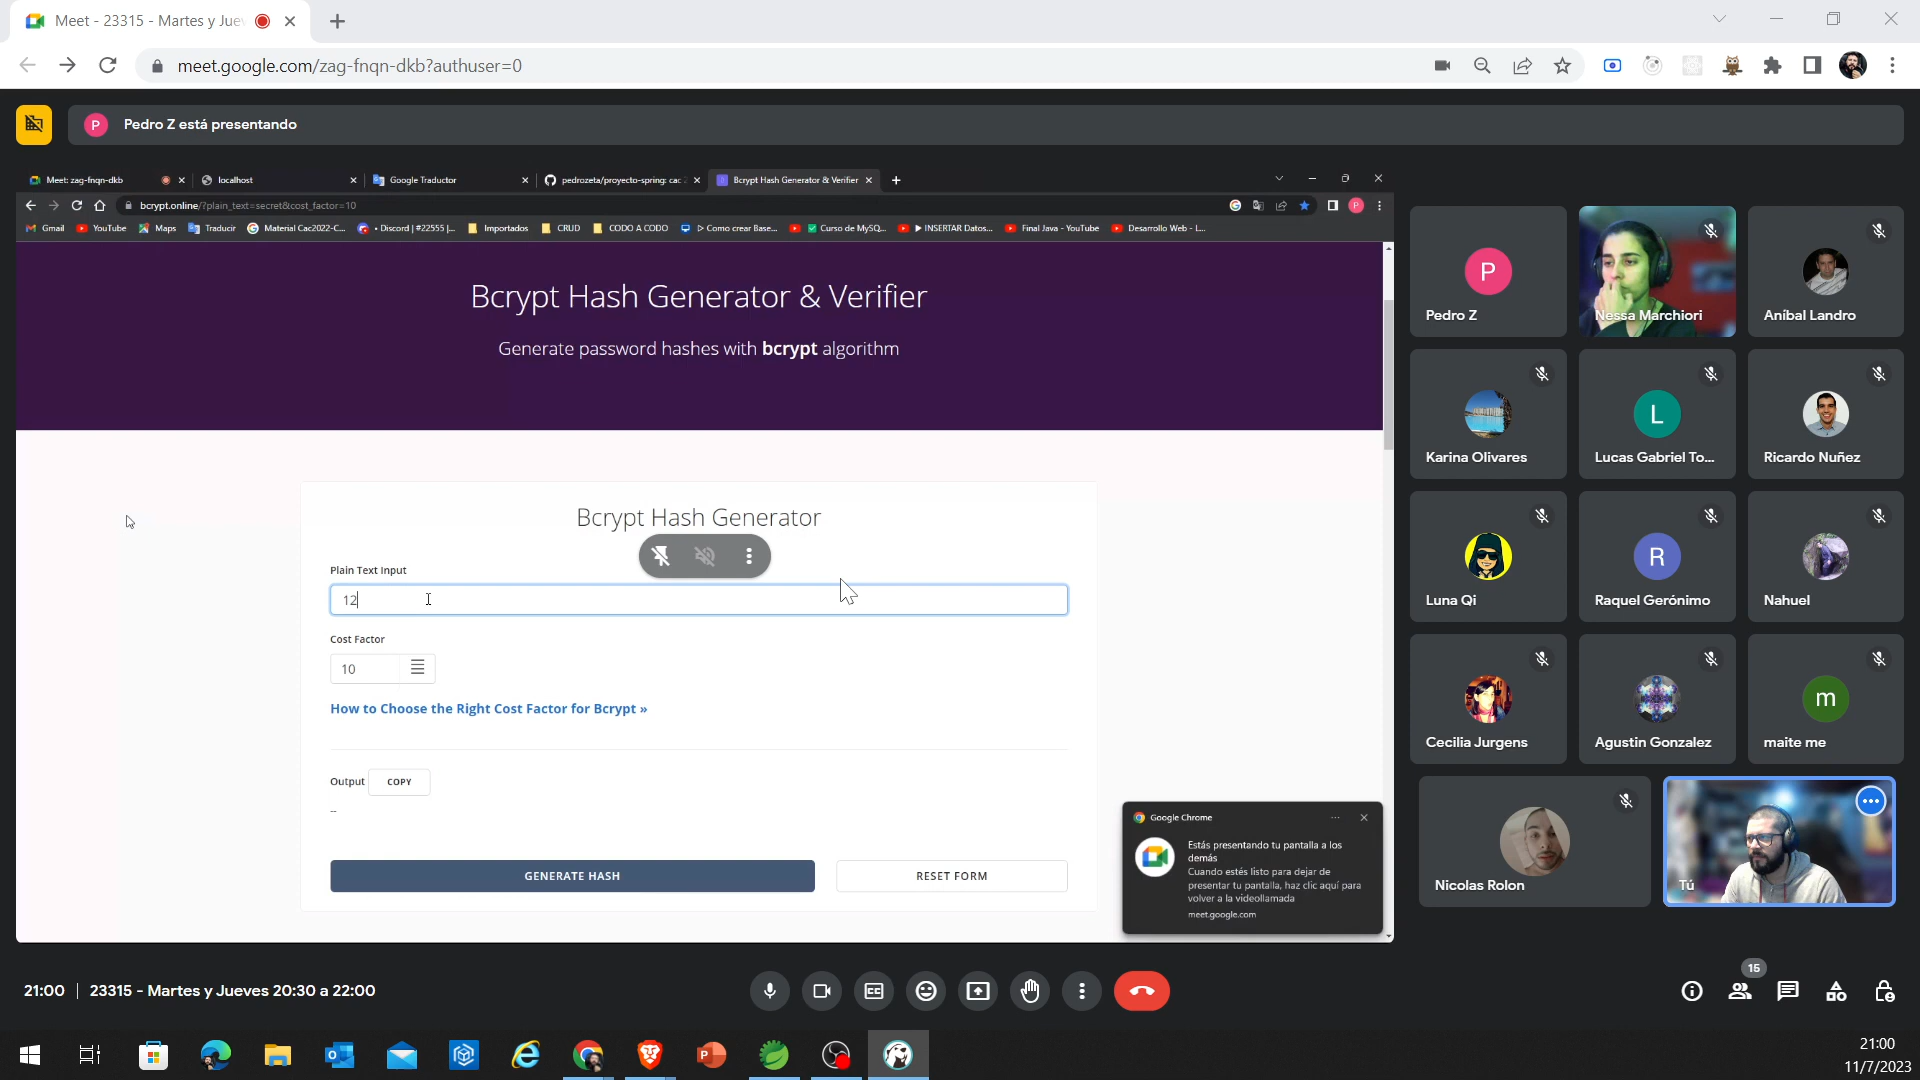 Meet - 23315 - Martes y Jue
meet.google.com/zag-fnqn-dkb?authuser=0
P
Pedro Z está presentando
Meet: zag-fnqn-dkb
localhost
Google Traductor
pedrozeta/proyecto-spring: cac 2
Bcrypt Hash Generator & Verifier
bcrypt.online/?plain_text=secret&cost_factor=10
P
Gmail
YouTube
Maps
Traducir
Material Cac2022-C...
• Discord | #22555 |...
Importados
CRUD
CODO A CODO
▷ Como crear Base...
Curso de MySQ...
▶ INSERTAR Datos...
Final Java - YouTube
Desarrollo Web - L...
Bcrypt Hash Generator & Verifier
Generate password hashes with bcrypt algorithm
Bcrypt Hash Generator
Plain Text Input
12
Cost Factor
10
How to Choose the Right Cost Factor for Bcrypt »
Output
COPY
--
GENERATE HASH
RESET FORM
Google Chrome
Estás presentando tu pantalla a los
demás
Cuando estés listo para dejar de
presentar tu pantalla, haz clic aquí para
volver a la videollamada
meet.google.com
P
Pedro Z
Nessa Marchiori
Aníbal Landro
Karina Olivares
L
Lucas Gabriel To...
Ricardo Nuñez
Luna Qi
R
Raquel Gerónimo
Nahuel
Cecilia Jurgens
Agustin Gonzalez
m
maite me
Nicolas Rolon
Tú
21:00 | 23315 - Martes y Jueves 20:30 a 22:00
15
21:00
11/7/2023